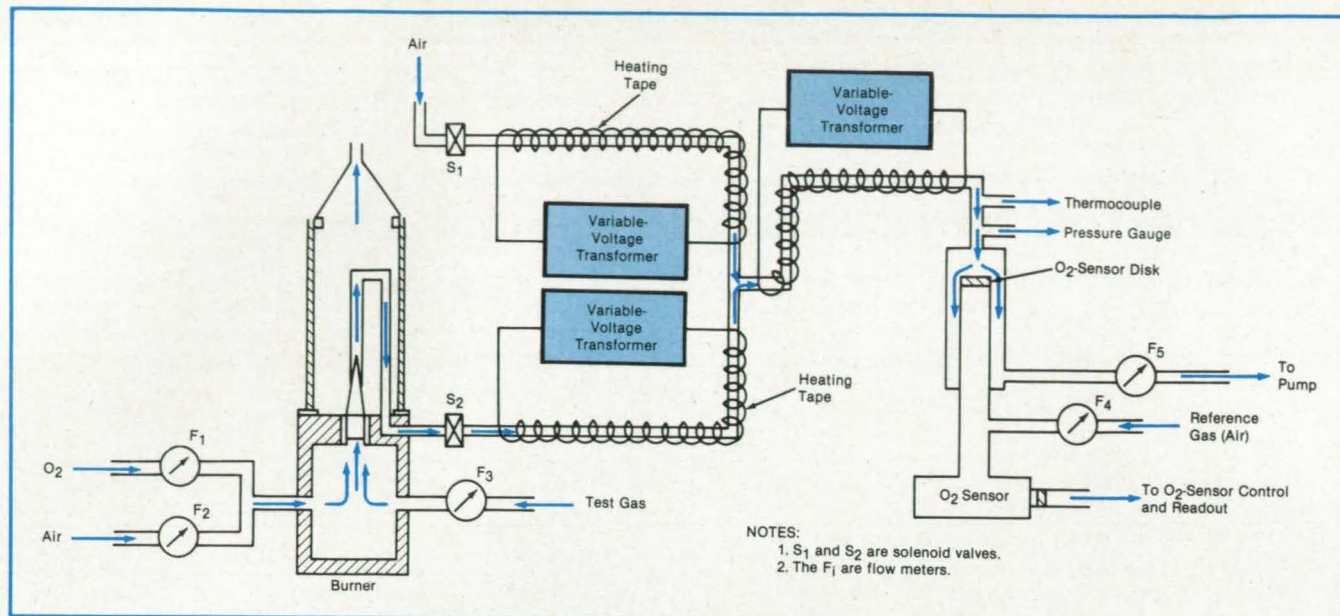 Air
Heating
Tape
S1
Variable-
Voltage
Transformer
Variable-
Voltage
Transformer
Thermocouple
Pressure Gauge
O2-Sensor Disk
Variable-
Voltage
Transformer
Heating
Tape
S2
F5
To
Pump
F4
Reference
Gas (Air)
F1
O2
F2
Air
F3
Test Gas
Burner
O2 Sensor
To O2-Sensor Control
and Readout
NOTES:
1. S1 and S2 are solenoid valves.
2. The Fi are flow meters.